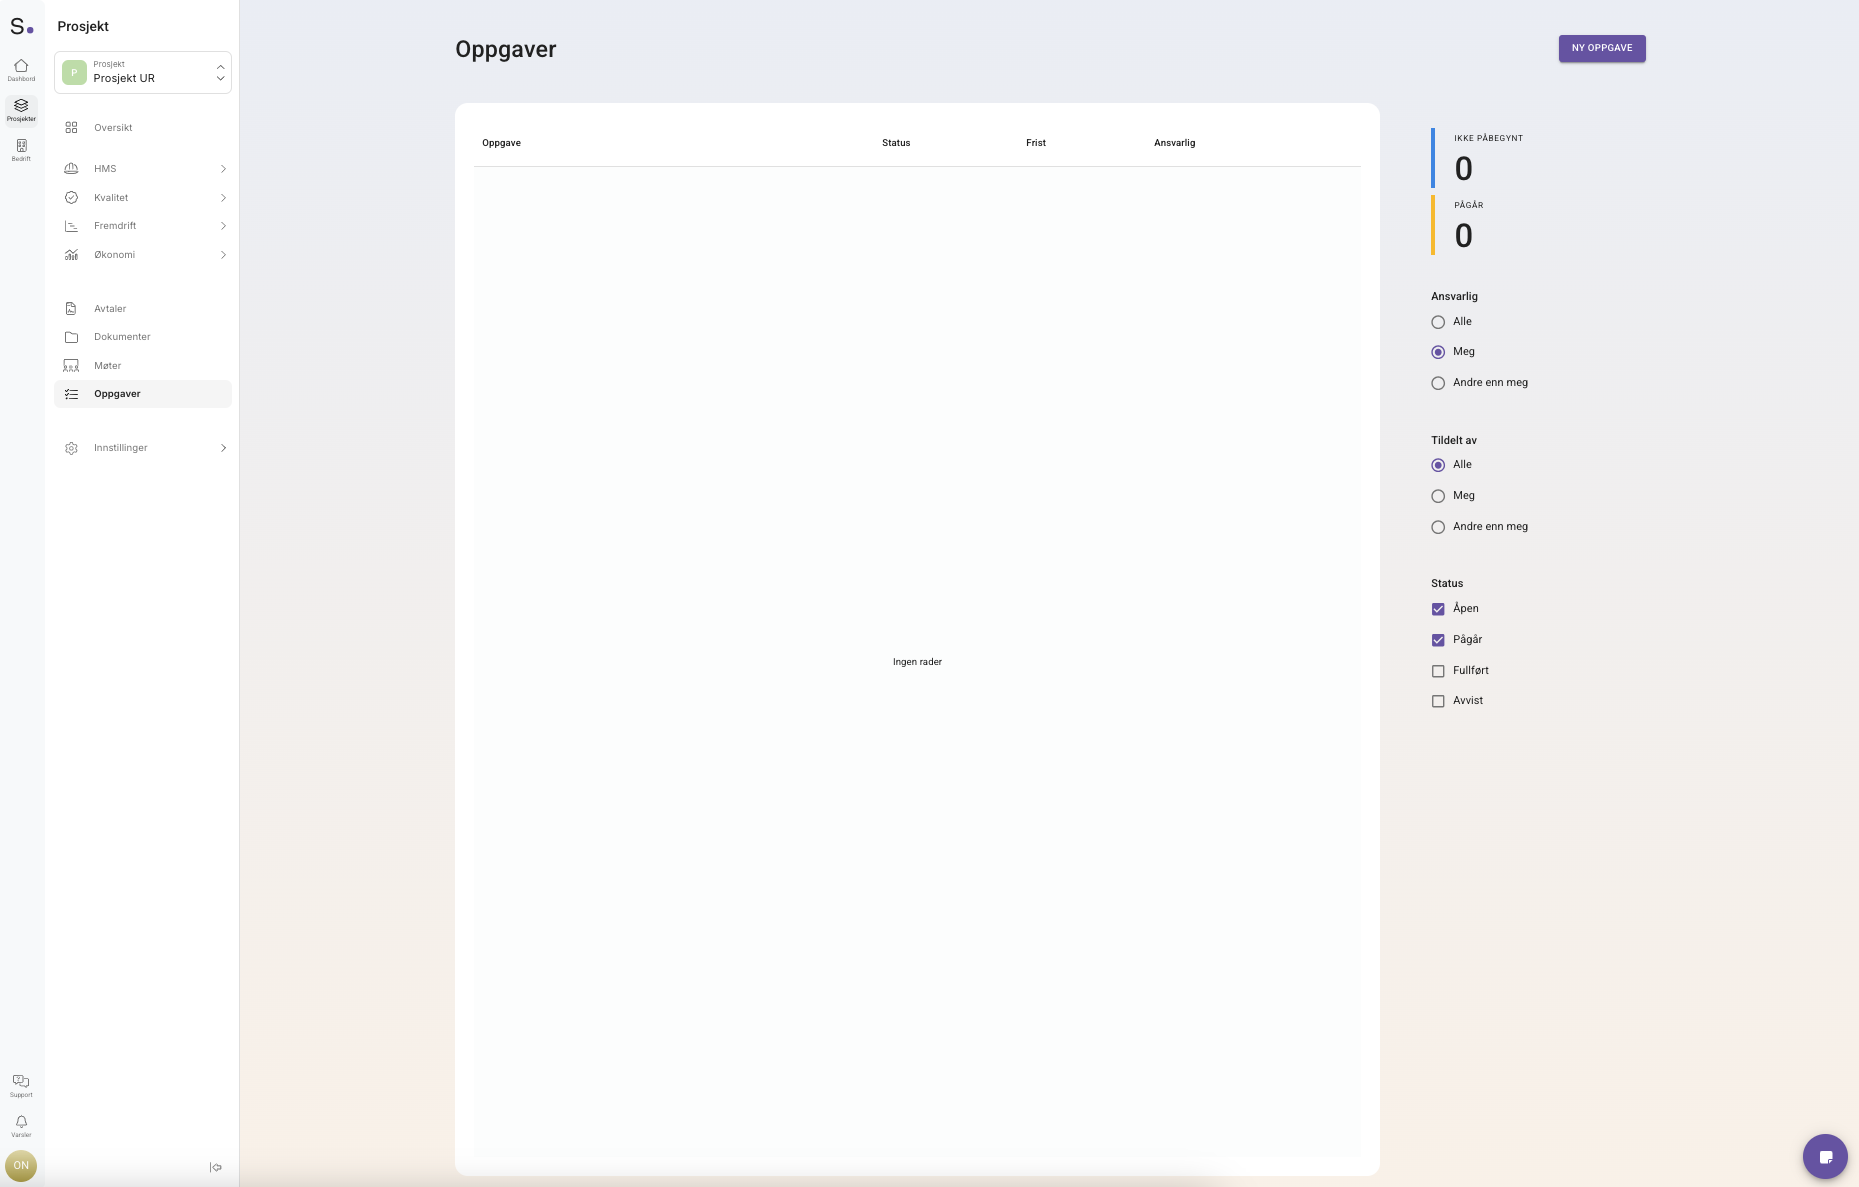 S.
Dashbord
Prosjekter
Bedrift
Support
Varsler
ON
Prosjekt
P
Prosjekt
Prosjekt UR
Oversikt
HMS
Kvalitet
Fremdrift
Økonomi
Avtaler
Dokumenter
Møter
Oppgaver
Innstillinger
Oppgaver
NY OPPGAVE
Oppgave Status Frist Ansvarlig
Ingen rader
IKKE PÅBEGYNT
0
PÅGÅR
0
Ansvarlig
Alle
Meg
Andre enn meg
Tildelt av
Alle
Meg
Andre enn meg
Status
Åpen
Pågår
Fullført
Avvist